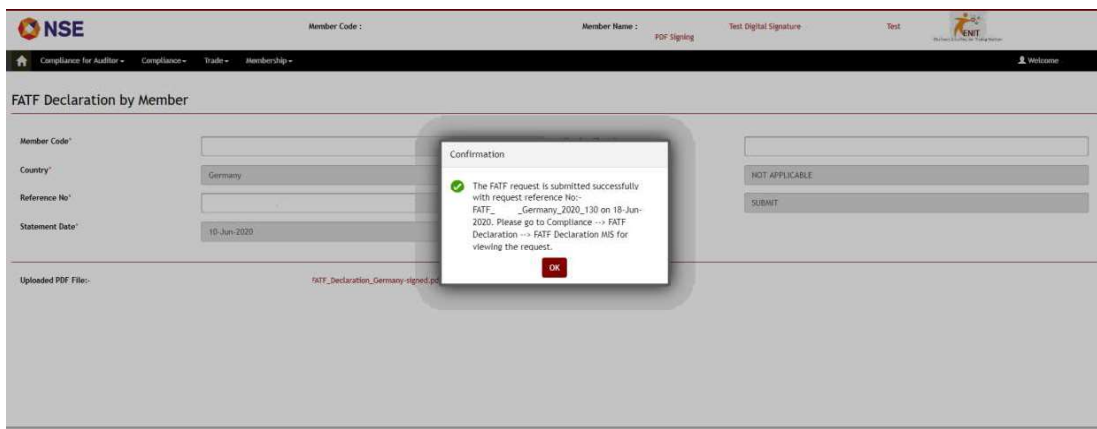 NSE
Member Code :
Member Name :
PDF Signing
Test Digital Signature
Test
ENIT
Compliance for Auditor
Compliance
Trade
Membership
Welcome
FATF Declaration by Member
Member Code*
Country*
Germany
NOT APPLICABLE
Reference No*
SUBMIT
Statement Date*
10-Jun-2020
Uploaded PDF File:-
FATF_Declaration_Germany-signed.pd
Confirmation
The FATF request is submitted successfully
with request reference No:-
FATF_ _Germany_2020_130 on 18-Jun-
2020. Please go to Compliance --> FATF
Declaration --> FATF Declaration MIS for
viewing the request.
OK